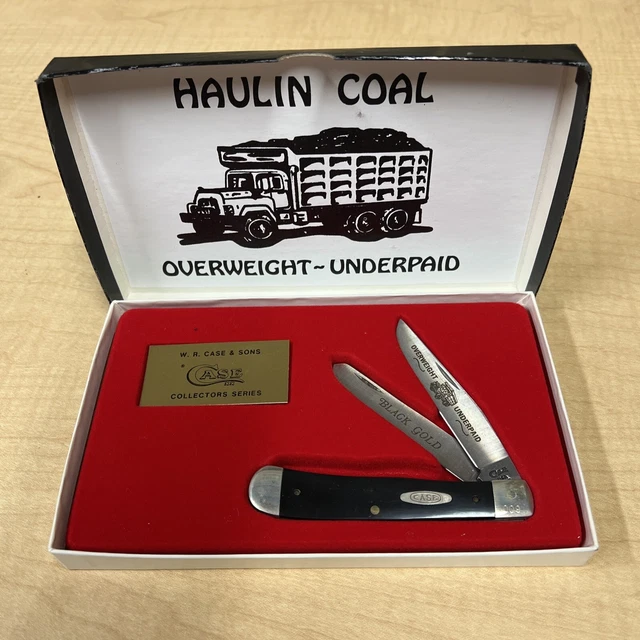 HAULIN COAL
OVERWEIGHT~UNDERPAID
W. R. CASE & SONS
CASE
COLLECTORS SERIES
OVERWEIGHT
UNDERPAID
BLACK GOLD
CASE